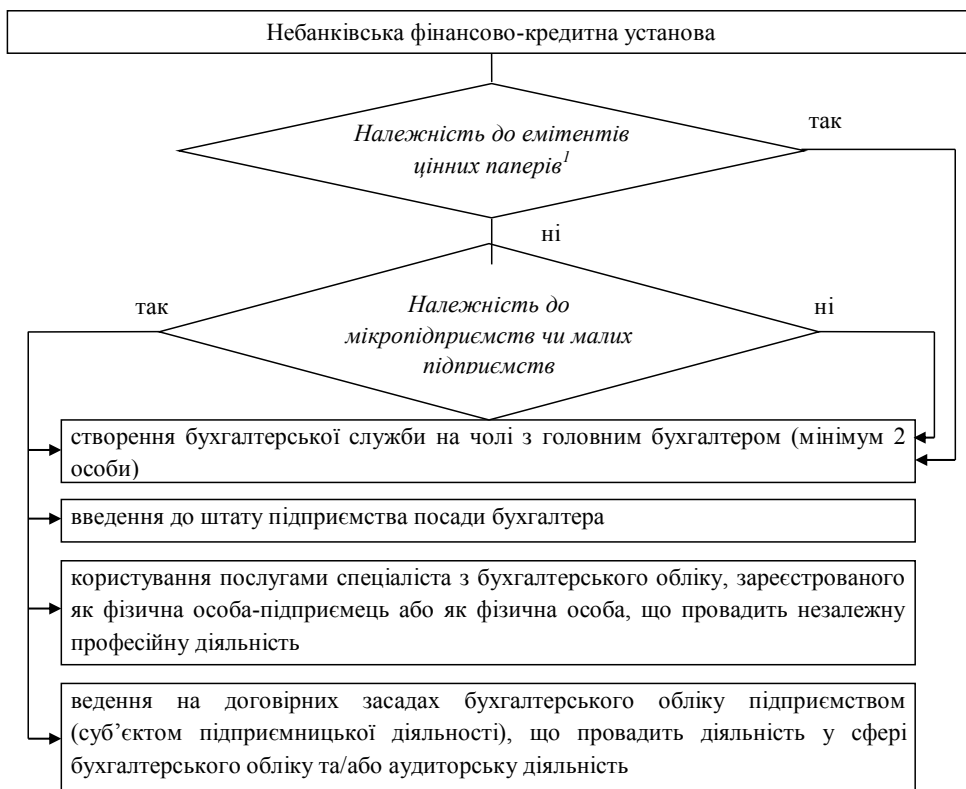 Небанківська фінансово-кредитна установа
Належність до емітентів
цінних паперів¹
так
ні
так
Належність до
мікропідприємств чи малих
підприємств
ні
створення бухгалтерської служби на чолі з головним бухгалтером (мінімум 2
особи)
введення до штату підприємства посади бухгалтера
користування послугами спеціаліста з бухгалтерського обліку, зареєстрованого
як фізична особа-підприємець або як фізична особа, що провадить незалежну
професійну діяльність
ведення на договірних засадах бухгалтерського обліку підприємством
(суб’єктом підприємницької діяльності), що провадить діяльність у сфері
бухгалтерського обліку та/або аудиторську діяльність